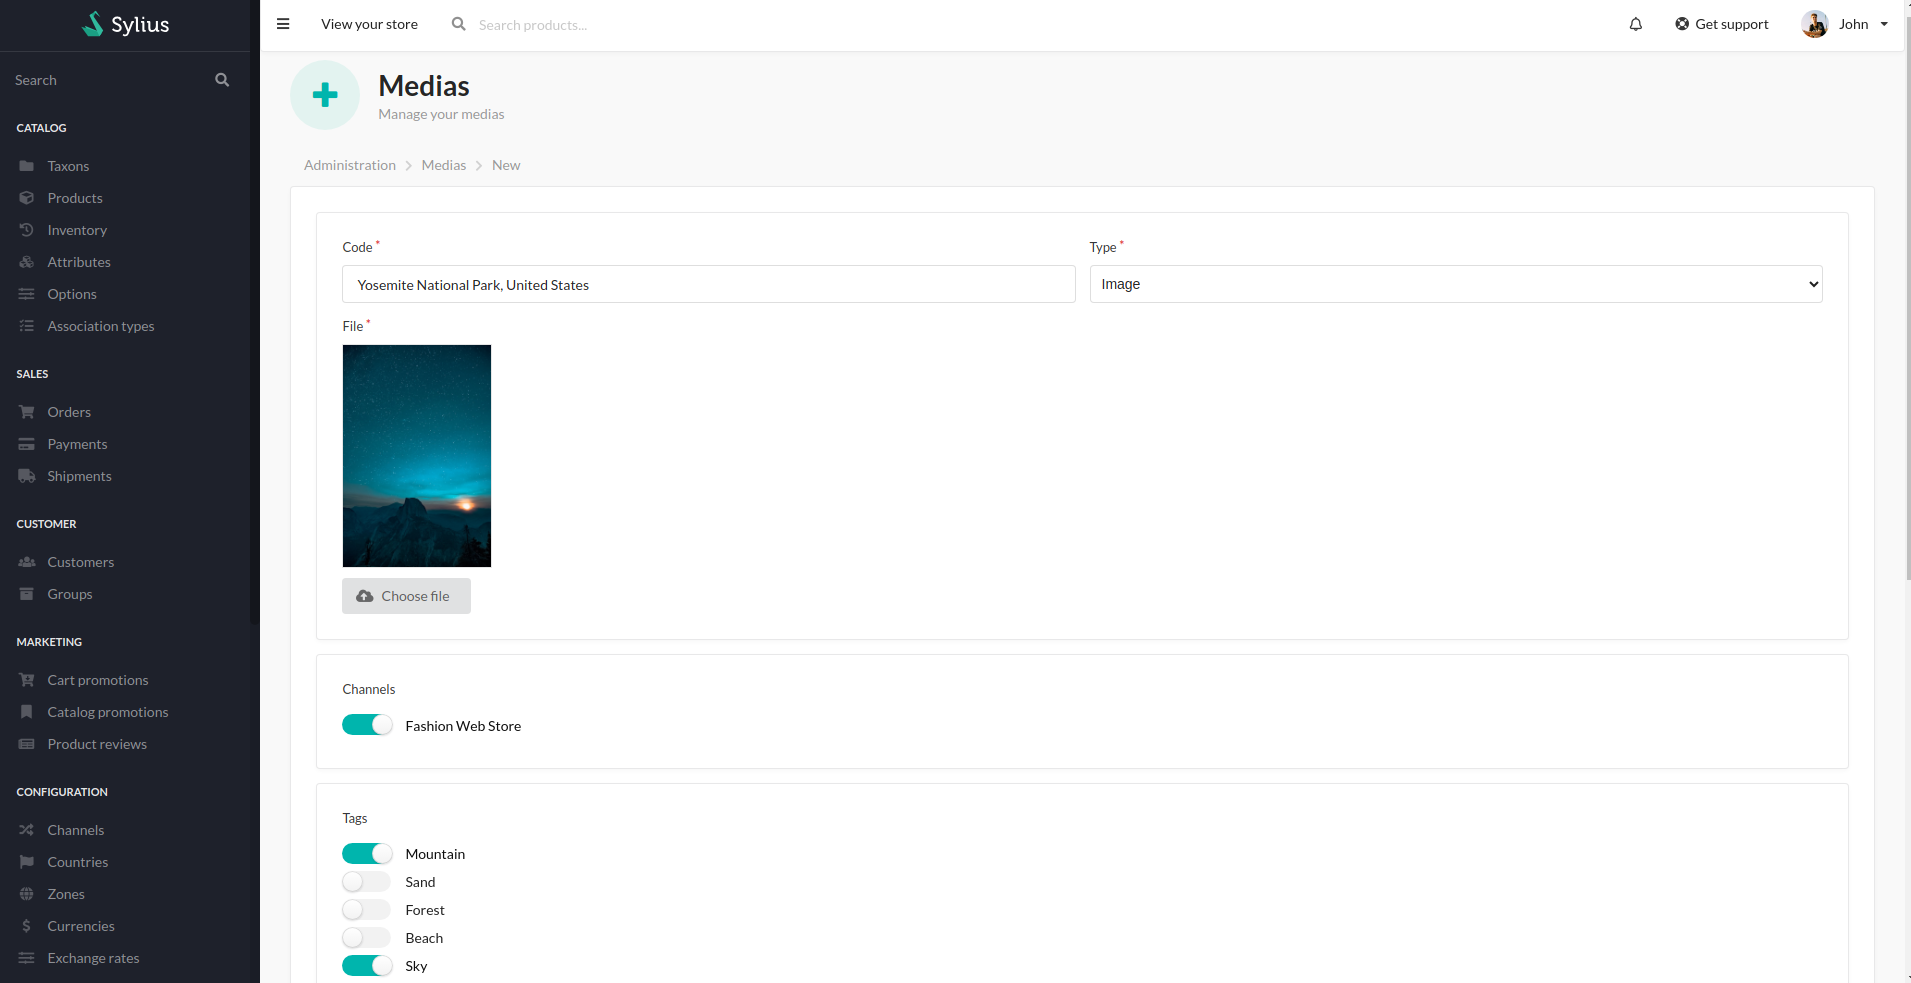 Sylius
Search
CATALOG
Taxons
Products
Inventory
Attributes
Options
Association types
SALES
Orders
Payments
Shipments
CUSTOMER
Customers
Groups
MARKETING
Cart promotions
Catalog promotions
Product reviews
CONFIGURATION
Channels
Countries
Zones
Currencies
Exchange rates
View your store
Search products...
Get support
John
Medias
Manage your medias
Administration > Medias > New
Code *
Type *
Yosemite National Park, United States
Image
File *
Choose file
Channels
Fashion Web Store
Tags
Mountain
Sand
Forest
Beach
Sky